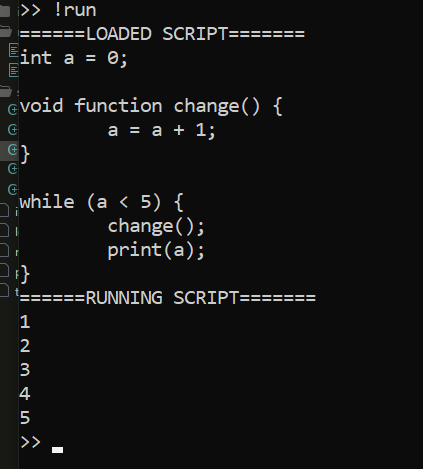 >> !run
======LOADED SCRIPT=======
int a = 0;
void function change() {
        a = a + 1;
}
while (a < 5) {
        change();
        print(a);
}
======RUNNING SCRIPT=======
1
2
3
4
5
>>